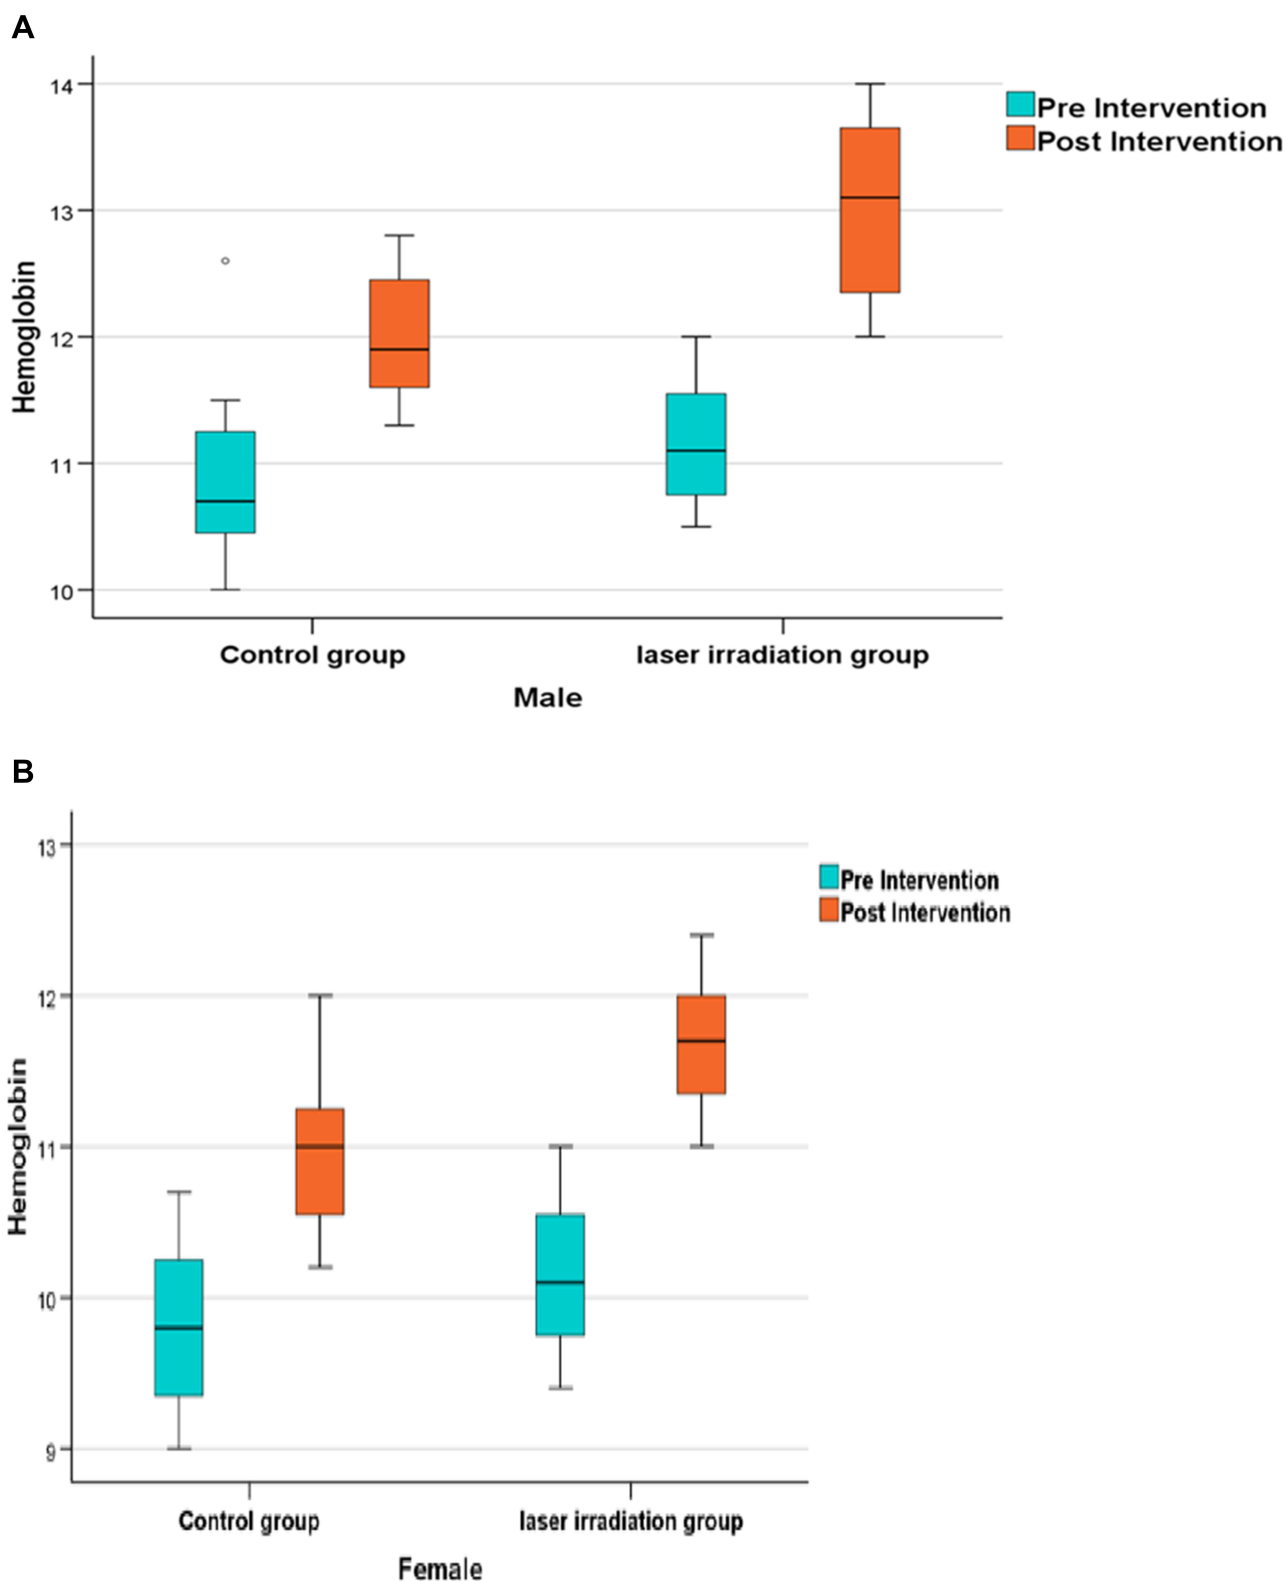 A
14
13
12
11
10
Hemoglobin
Pre Intervention
Post Intervention
Control group
laser irradiation group
Male
B
13
12
11
10
9
Hemoglobin
Pre Intervention
Post Intervention
Control group
laser irradiation group
Female